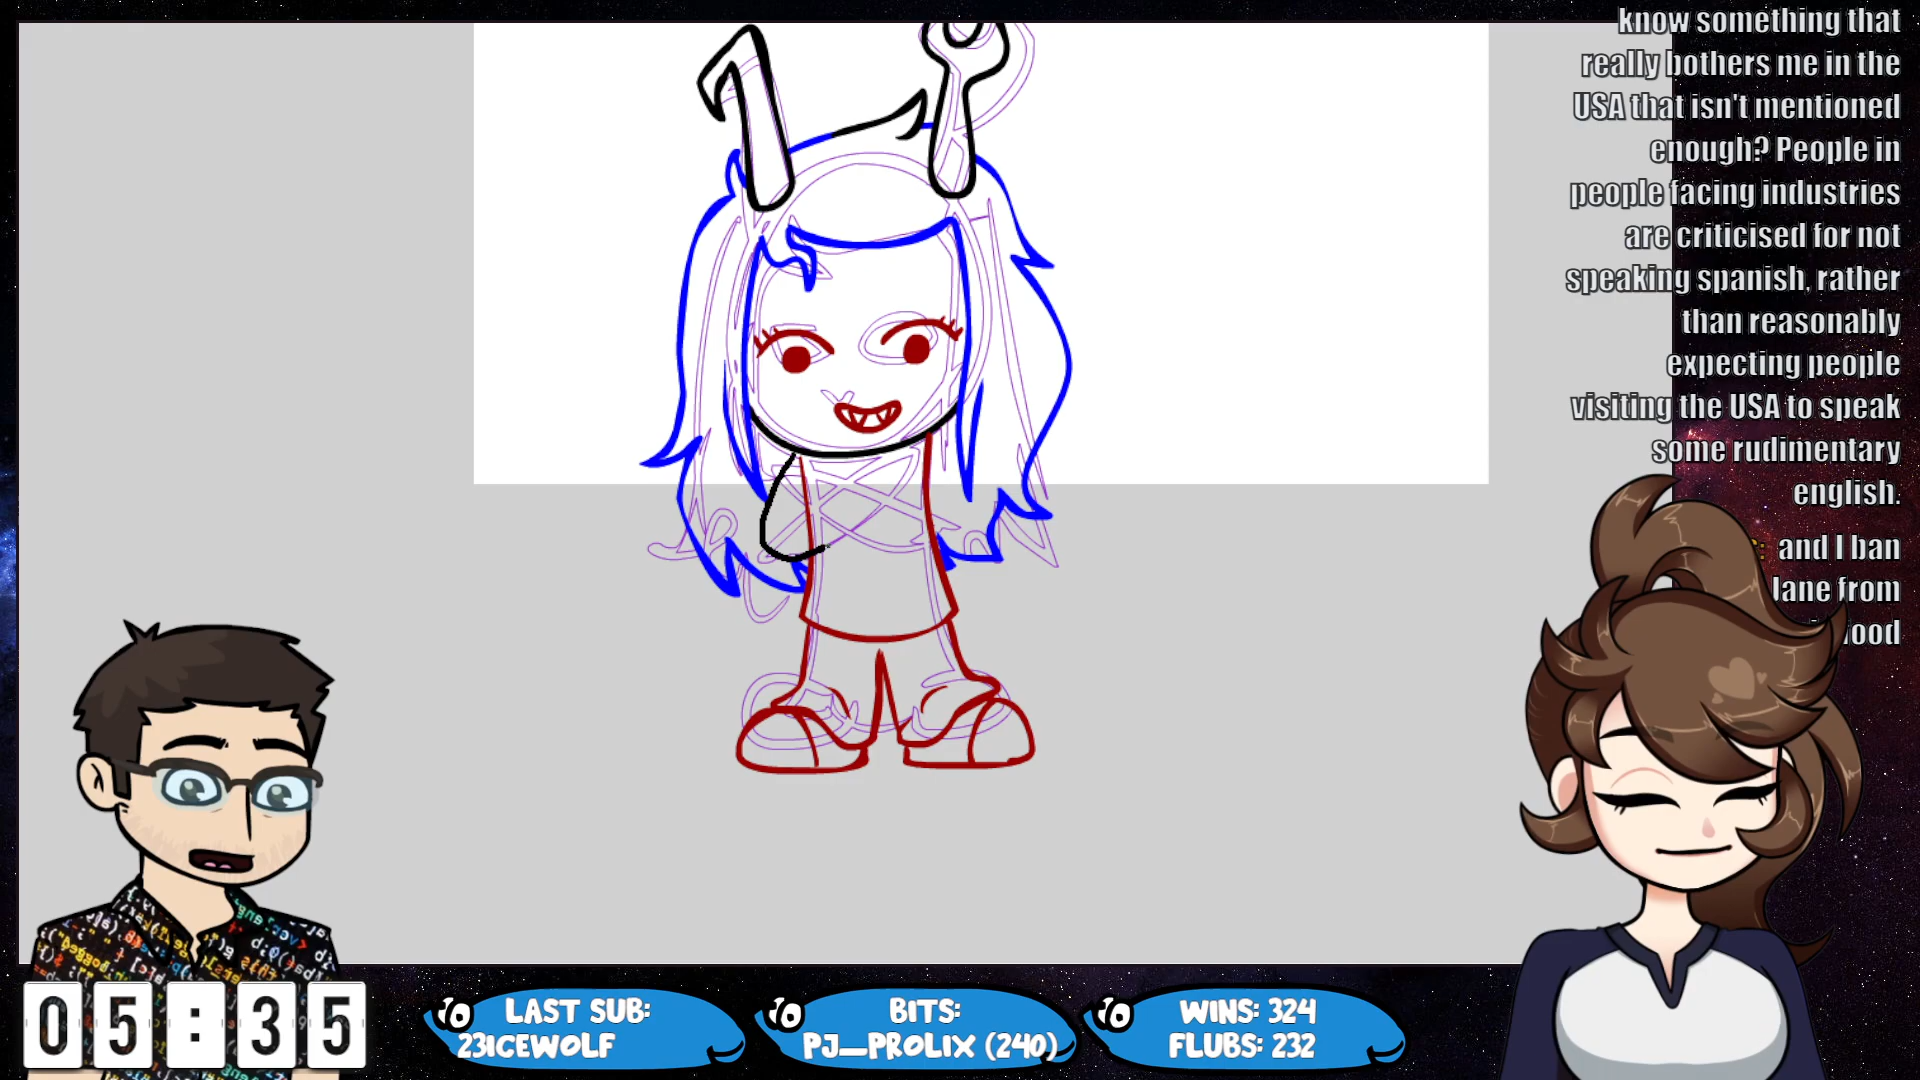 know something that
really bothers me in the
USA that isn't mentioned
enough? People in
people facing industries
are criticised for not
speaking spanish, rather
than reasonably
expecting people
visiting the USA to speak
some rudimentary
english.
and I ban
lane from
05:35
LAST SUB:
23ICEWOLF
BITS:
PJ_PROLIX (240)
WINS: 324
FLUBS: 232